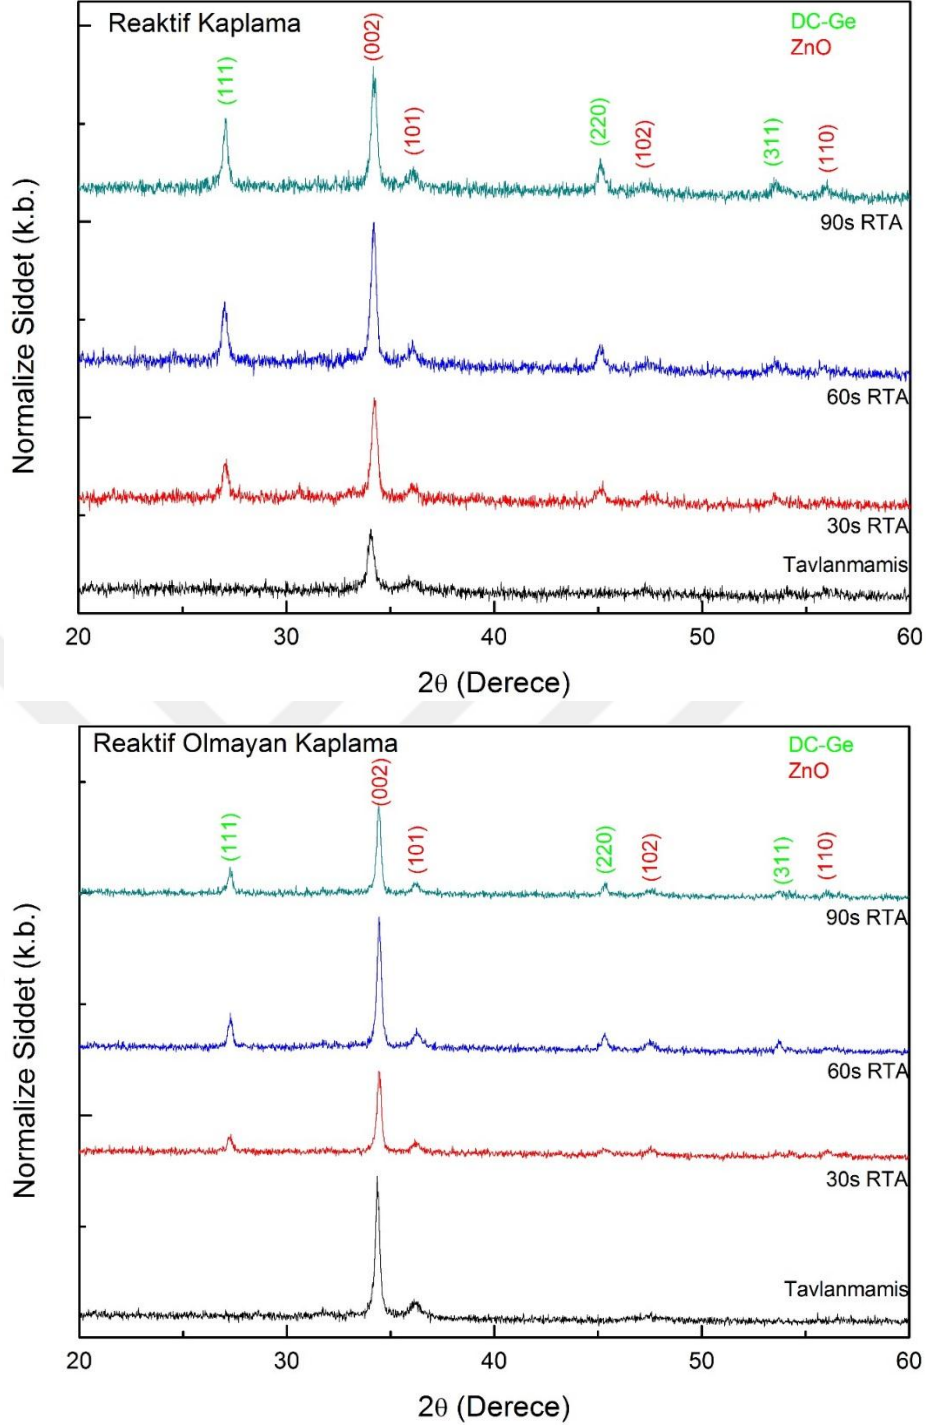 Reaktif Kaplama
DC-Ge
ZnO
(111)
(002)
(101)
(220)
(102)
(311)
(110)
90s RTA
60s RTA
30s RTA
Tavlanmamis
Normalize Siddet (k.b.)
20 30 40 50 60
2θ (Derece)
Reaktif Olmayan Kaplama
DC-Ge
ZnO
(111)
(002)
(101)
(220)
(102)
(311)
(110)
90s RTA
60s RTA
30s RTA
Tavlanmamis
Normalize Siddet (k.b.)
20 30 40 50 60
2θ (Derece)